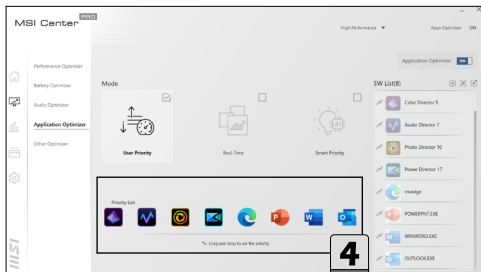 MSI Center PRO
High Performance ▼
Apps Optimizer Off
Performance Optimizer
Battery Optimizer
Audio Optimizer
Application Optimizer
Other Optimizer
Application Optimizer ON
Mode
User Priority
Real-Time
Smart Priority
AI
Priority List
Drag and drop to set the priority
4
SW List(8)
Color Director 5
Audio Director 7
Photo Director 10
Power Director 17
msedge
POWERPNT.EXE
WINWORD.EXE
OUTLOOK.EXE
P
W
msi